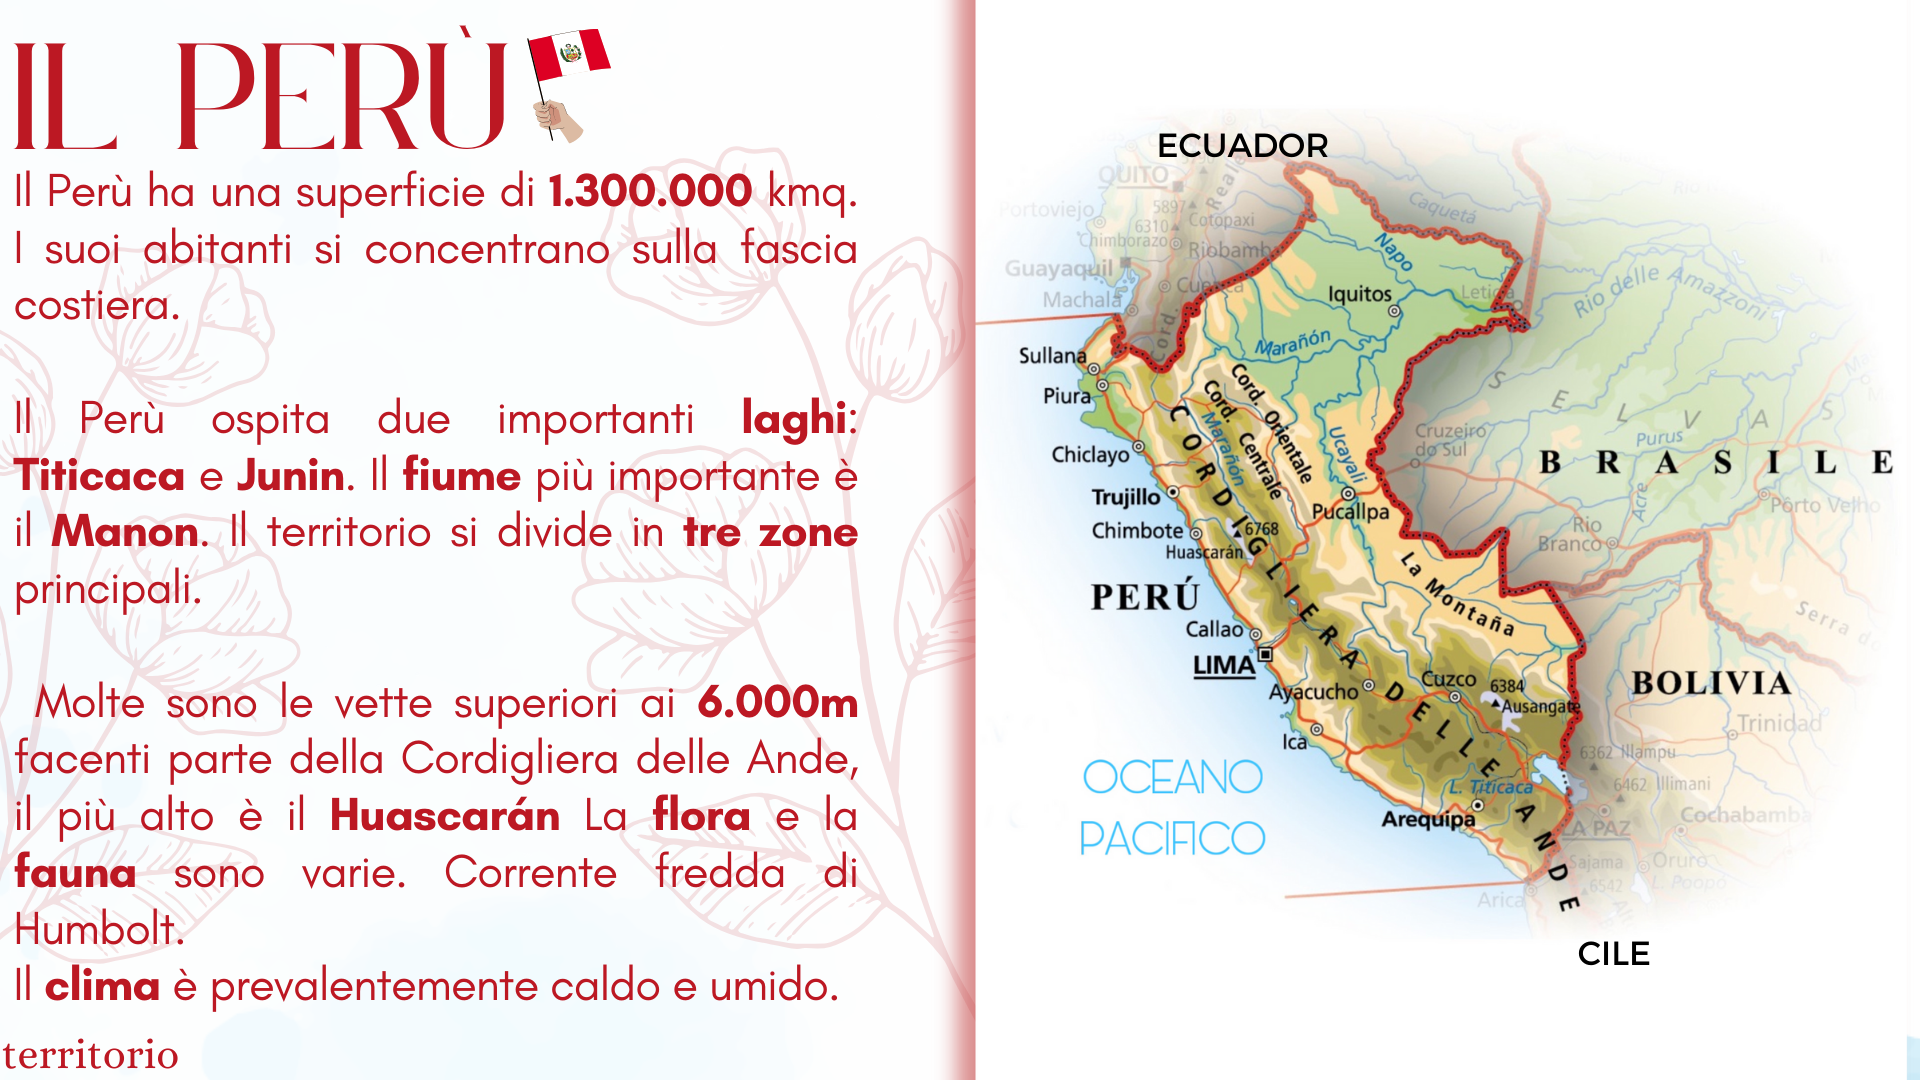 IL PERÙ
Il Perù ha una superficie di 1.300.000 kmq.
I suoi abitanti si concentrano sulla fascia
costiera.
Il Perù ospita due importanti laghi:
Titicaca e Junin. Il fiume più importante è
il Manon. Il territorio si divide in tre zone
principali.
Molte sono le vette superiori ai 6.000m
facenti parte della Cordigliera delle Ande,
il più alto è il Huascarán La flora e la
fauna sono varie. Corrente fredda di
Humbolt.
Il clima è prevalentemente caldo e umido.
territorio
ECUADOR
QUITO
Portoviejo
5897
Cotopaxi
6310
Chimborazo
Riobamba
Guayaquil
Cuenca
Machala
Cord. Reale
Caquetá
Napo
Iquitos
Leticia
Rio delle Amazzoni
Marañón
Sullana
Piura
Cord. Orientale
Cord. Centrale
Marañón
Ucayali
SELVAS
Cruzeiro
do Sul
Purus
BRASILE
Chiclayo
Trujillo
Pucallpa
Acre
Pôrto Velho
Chimbote
6768
Huascarán
Rio
Branco
La Montaña
PERÚ
CORDIGLIERA DELLE ANDE
Serra do
Callao
LIMA
Ayacucho
Cuzco
6384
Ausangate
BOLIVIA
Trinidad
Ica
6362 Illampu
6462 Illimani
L. Titicaca
OCEANO
PACIFICO
Arequipa
LA PAZ
Cochabamba
Sajama
6542
Oruro
L. Poopó
Arica
CILE